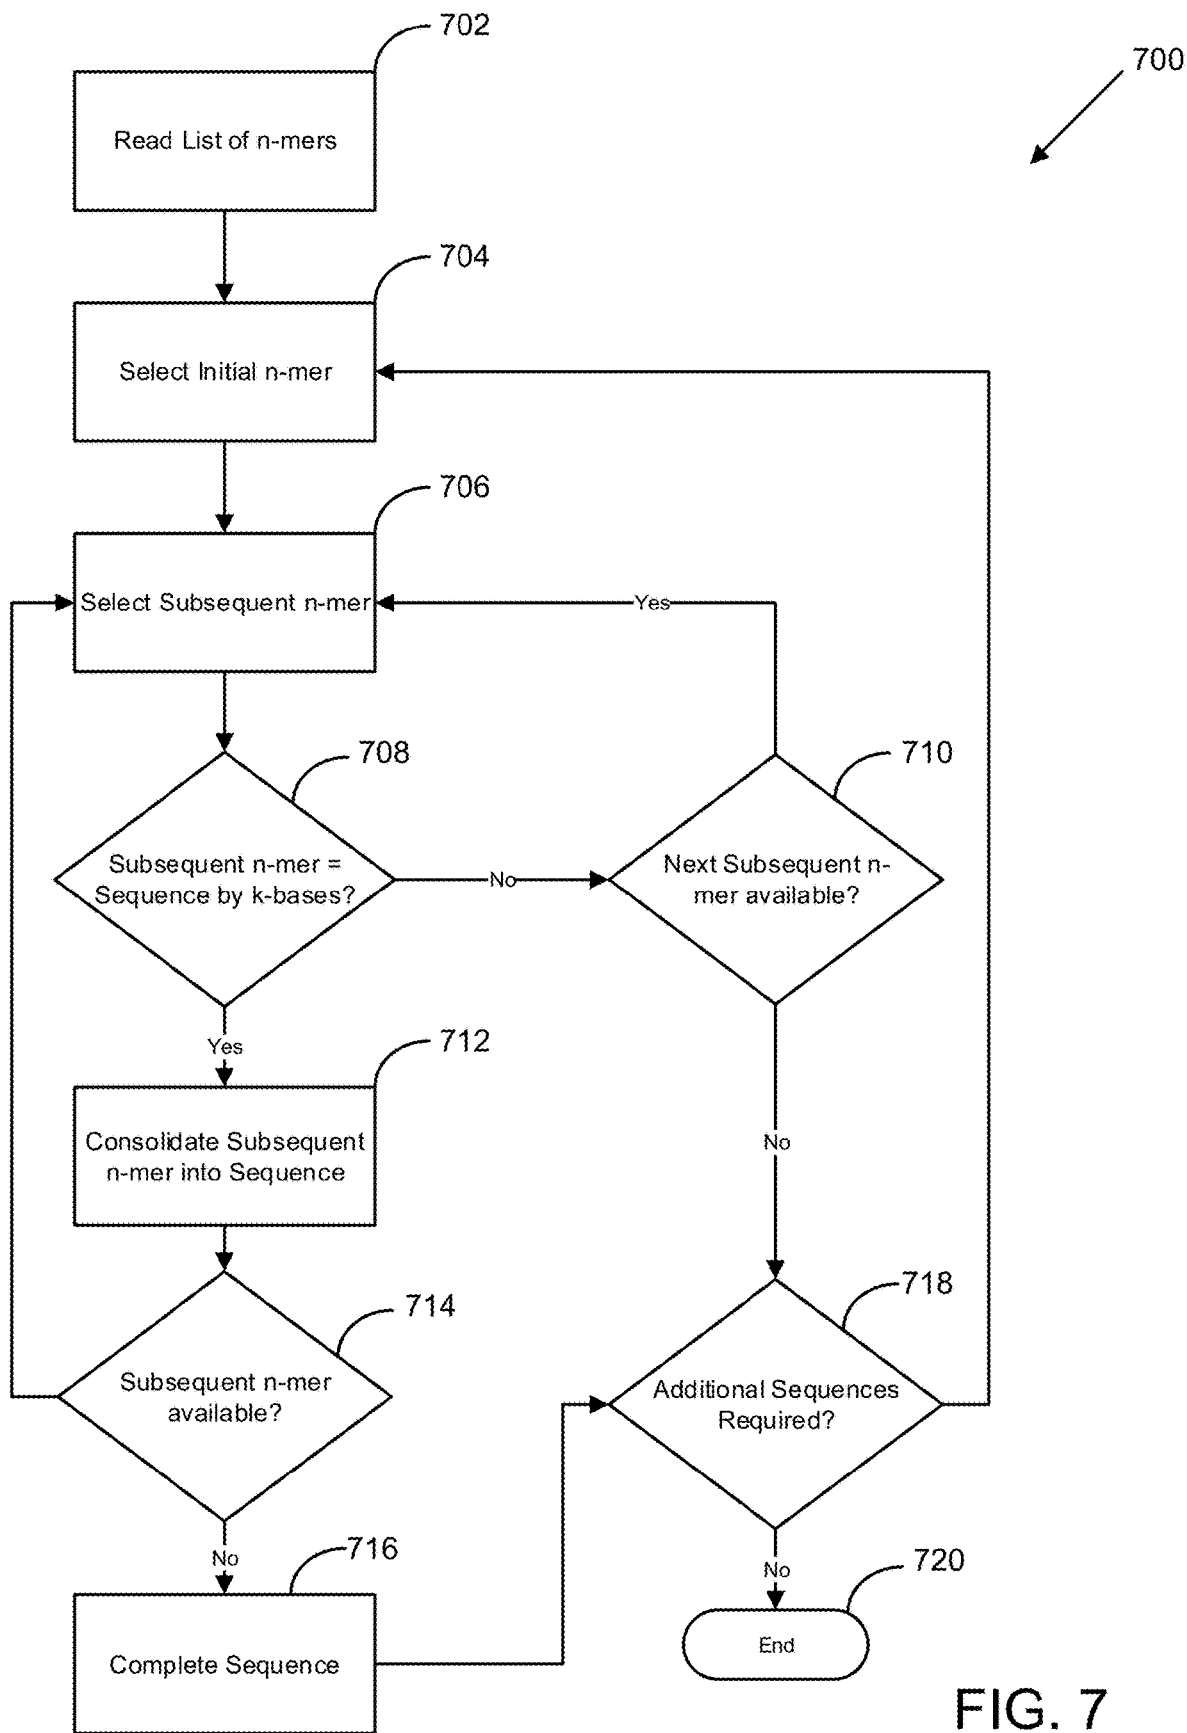 702
700
Read List of n-mers
704
Select Initial n-mer
706
Select Subsequent n-mer
Yes
708
710
Subsequent n-mer =
Sequence by k-bases?
No
Next Subsequent n-
mer available?
Yes
712
Consolidate Subsequent
n-mer into Sequence
No
714
718
Subsequent n-mer
available?
Additional Sequences
Required?
No
716
No
720
Complete Sequence
End
FIG. 7